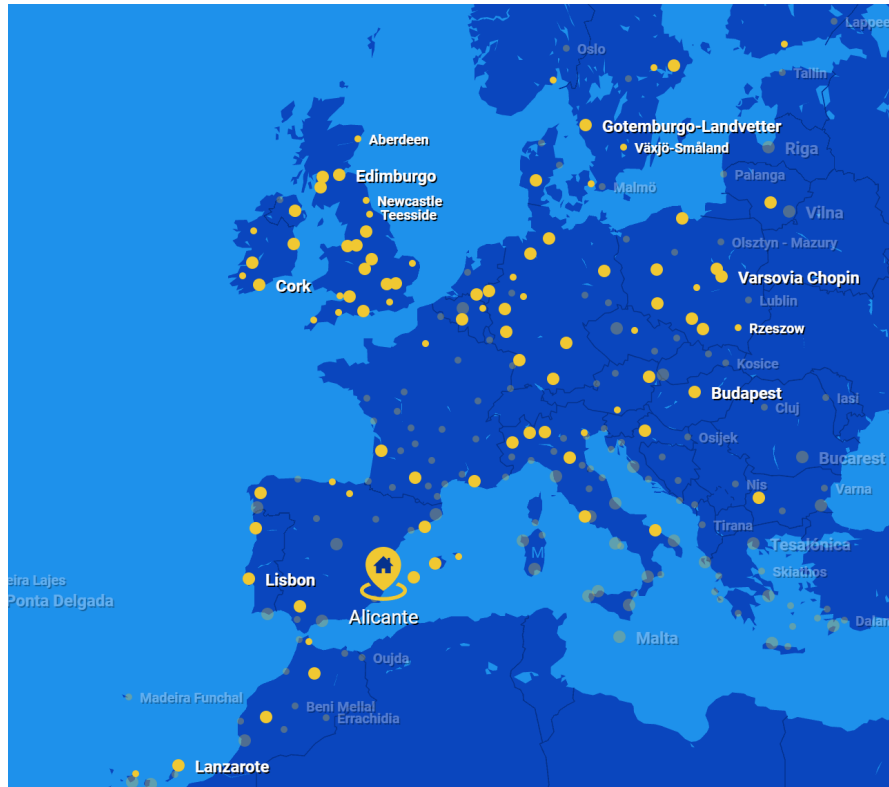 Lappee
Oslo
Tallin
Gotemburgo-Landvetter
Aberdeen
Växjö-Småland
Riga
Edimburgo
Palanga
Malmö
Newcastle
Teesside
Vilna
Olsztyn - Mazury
Varsovia Chopin
Cork
Lublin
Rzeszow
Kosice
Budapest
Iasi
Cluj
Osijek
Bucarest
Nis
Varna
Tirana
Tesalónica
M
Skiathos
eira Lajes
Lisbon
Ponta Delgada
Alicante
Dalar
Malta
Oujda
Madeira Funchal
Beni Mellal
Errachidia
Lanzarote